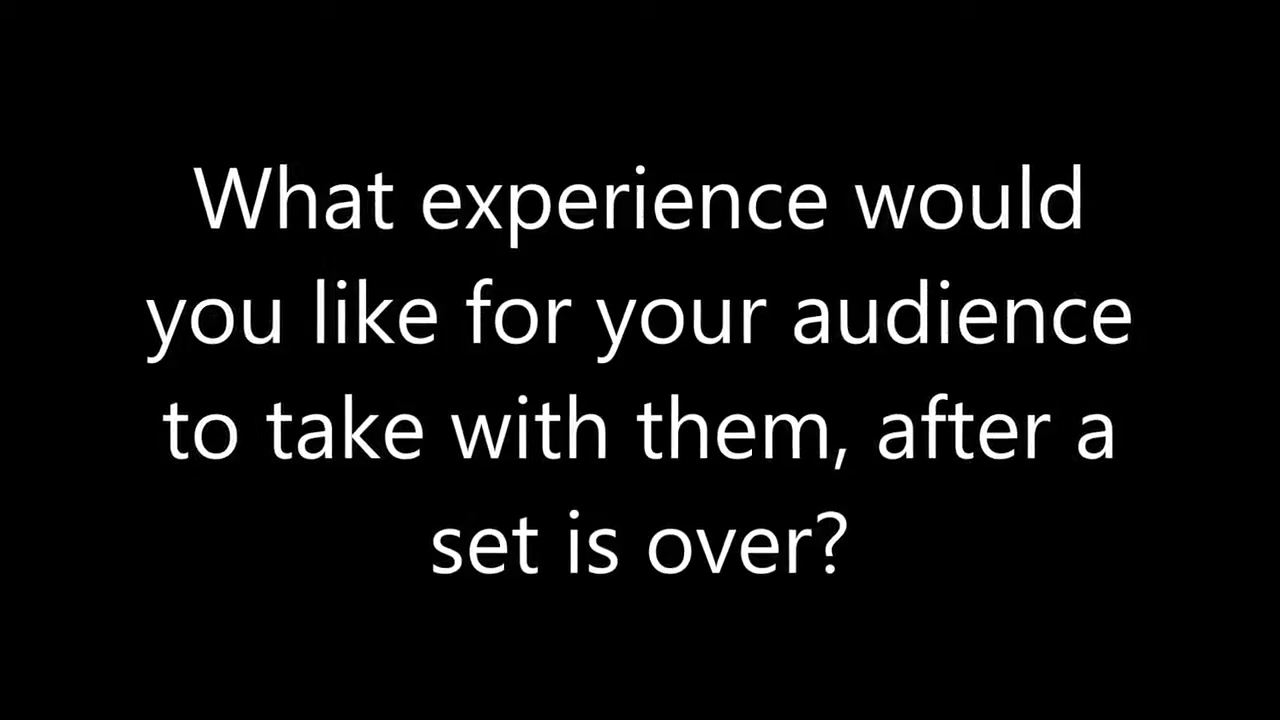 What experience would
you like for your audience
to take with them, after a
set is over?